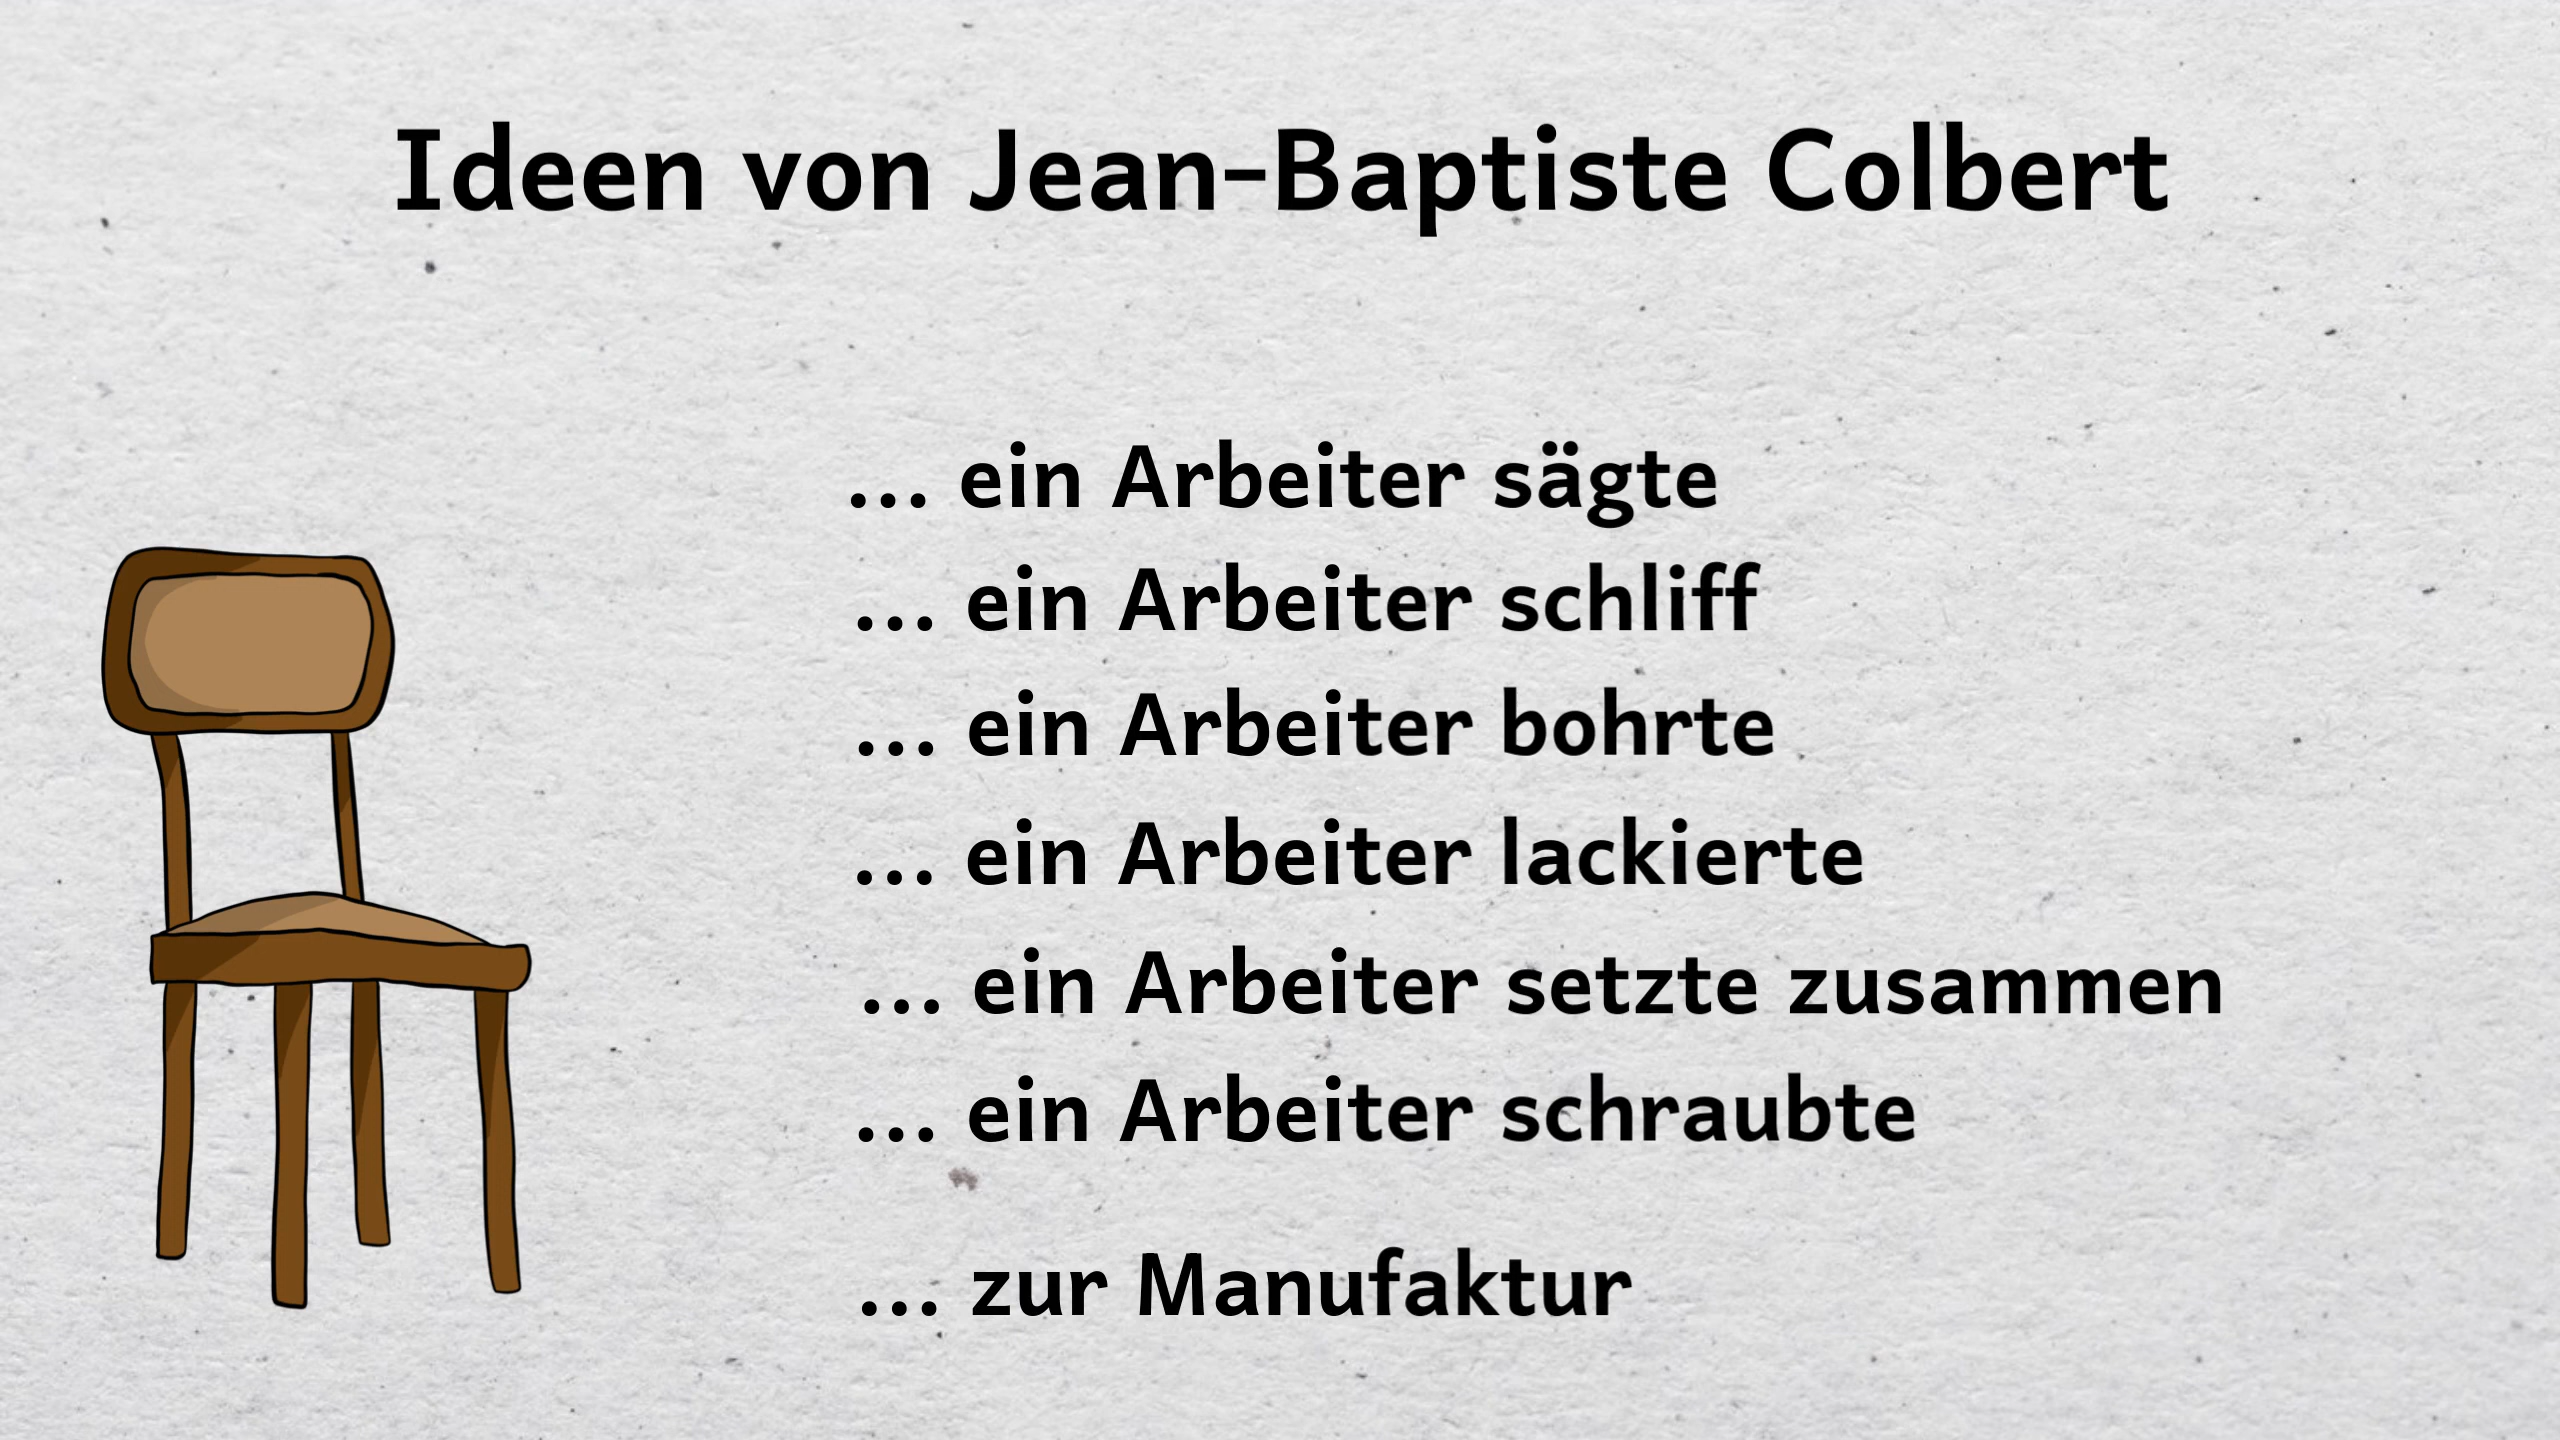 Ideen von Jean-Baptiste Colbert
... ein Arbeiter sägte
... ein Arbeiter schliff
... ein Arbeiter bohrte
... ein Arbeiter lackierte
... ein Arbeiter setzte zusammen
... ein Arbeiter schraubte
... zur Manufaktur